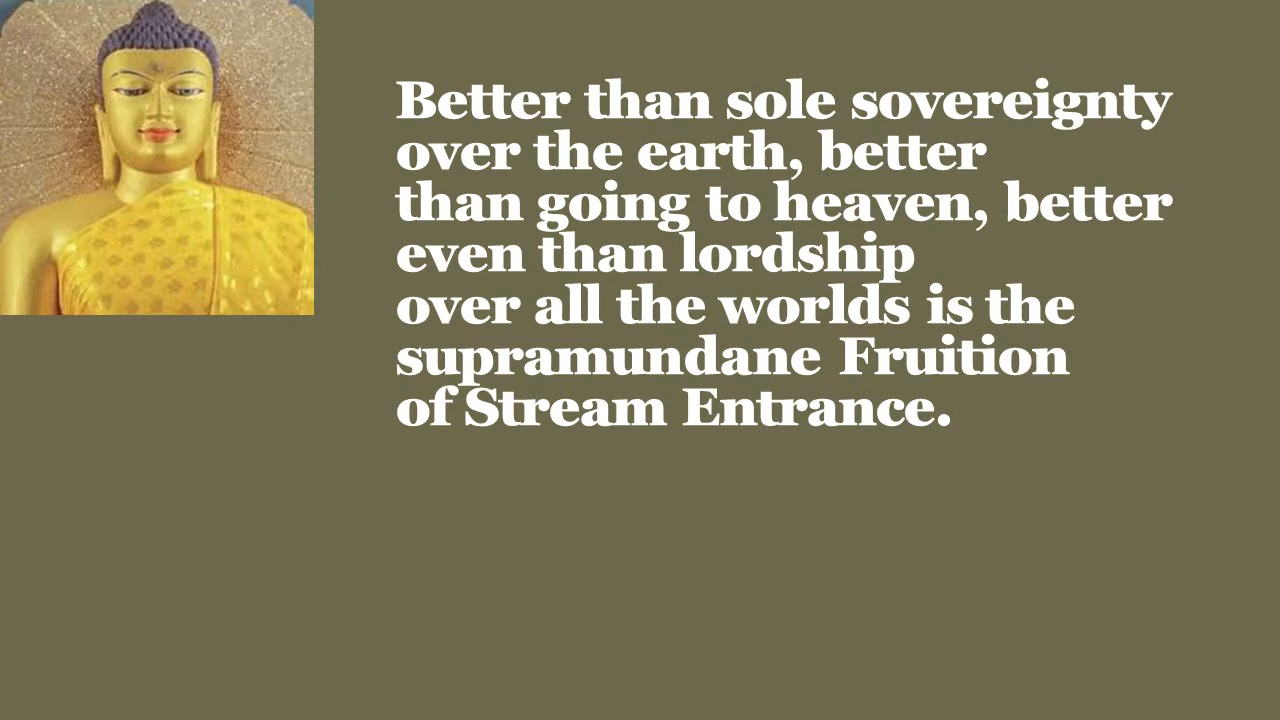 Better than sole sovereignty
over the earth, better
than going to heaven, better
even than lordship
over all the worlds is the
supramundane Fruition
of Stream Entrance.